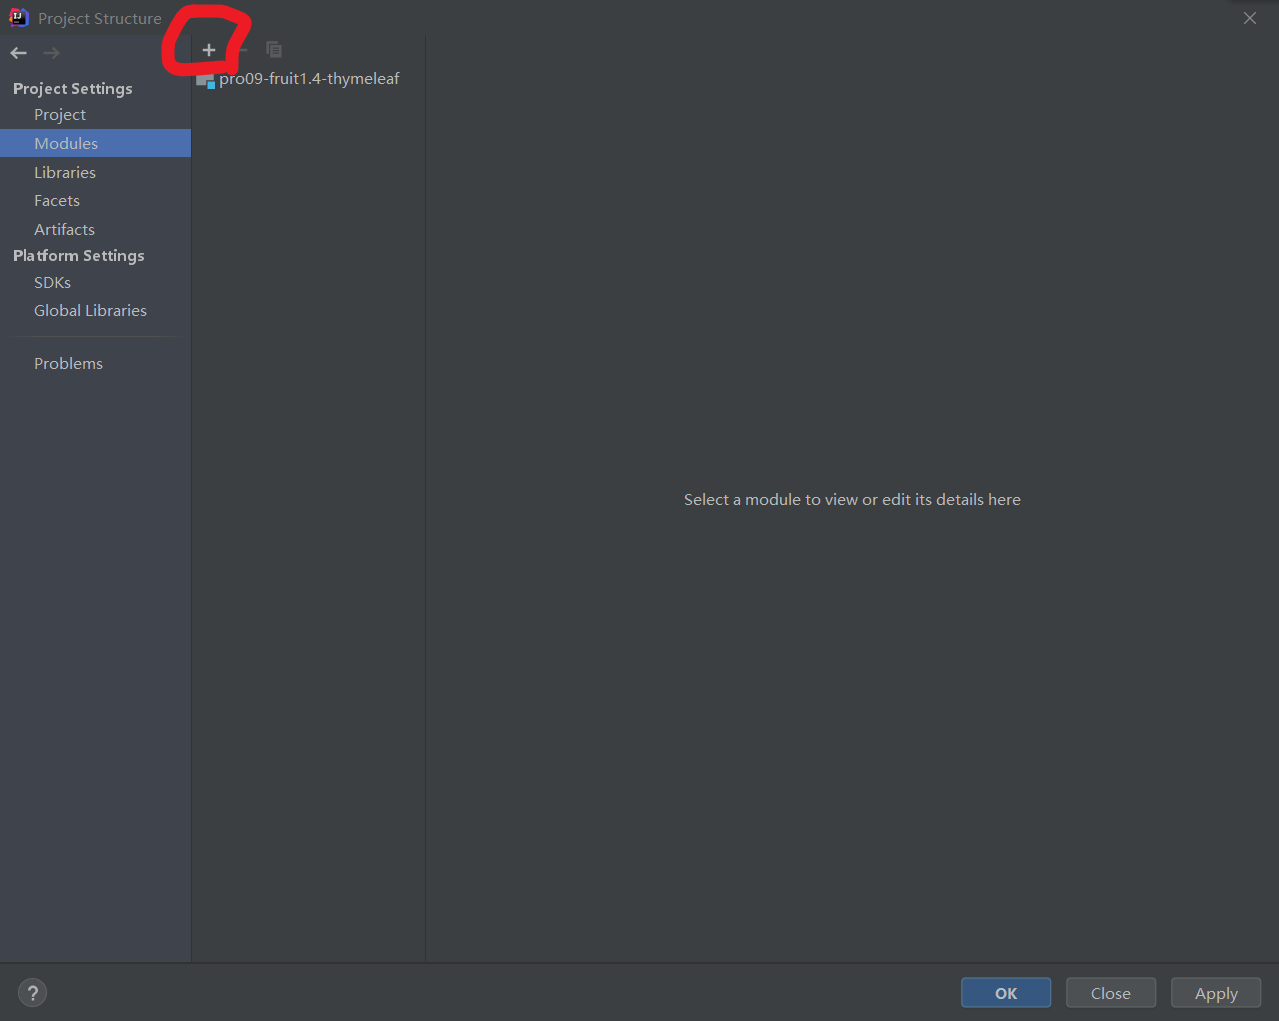 Project Structure
pro09-fruit1.4-thymeleaf
Project Settings
Project
Modules
Libraries
Facets
Artifacts
Platform Settings
SDKs
Global Libraries
Problems
Select a module to view or edit its details here
?
OK
Close
Apply